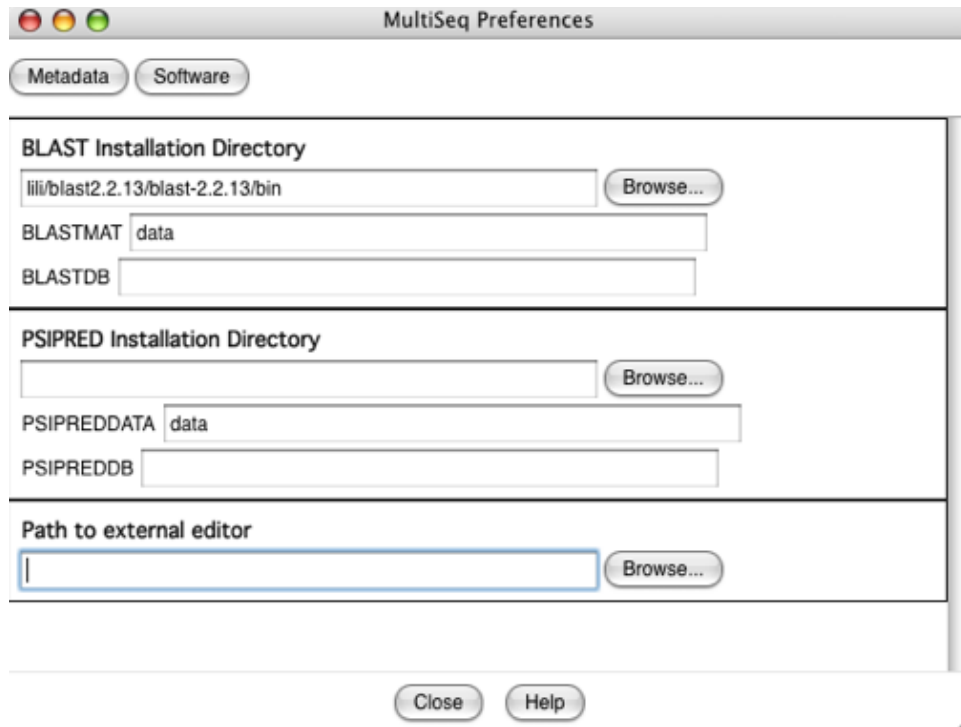 MultiSeq Preferences
Metadata Software
BLAST Installation Directory
lili/blast2.2.13/blast-2.2.13/bin Browse...
BLASTMAT data
BLASTDB
PSIPRED Installation Directory
Browse...
PSIPREDDATA data
PSIPREDDB
Path to external editor
Browse...
Close Help